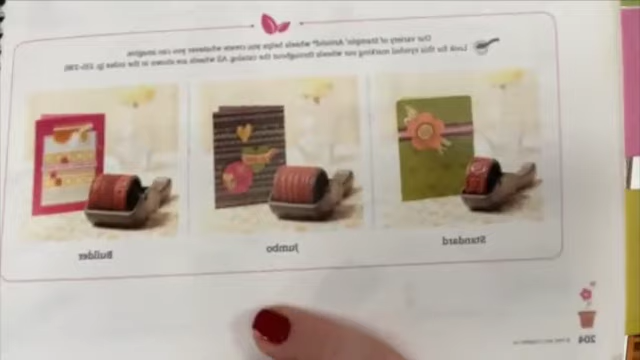 Our variety of Stampin' Around® wheels helps you create whatever you can imagine.
Look for this symbol marking our wheels throughout the catalog. All wheels are shown in the index (p.
Standard
Jumbo
Builder
204